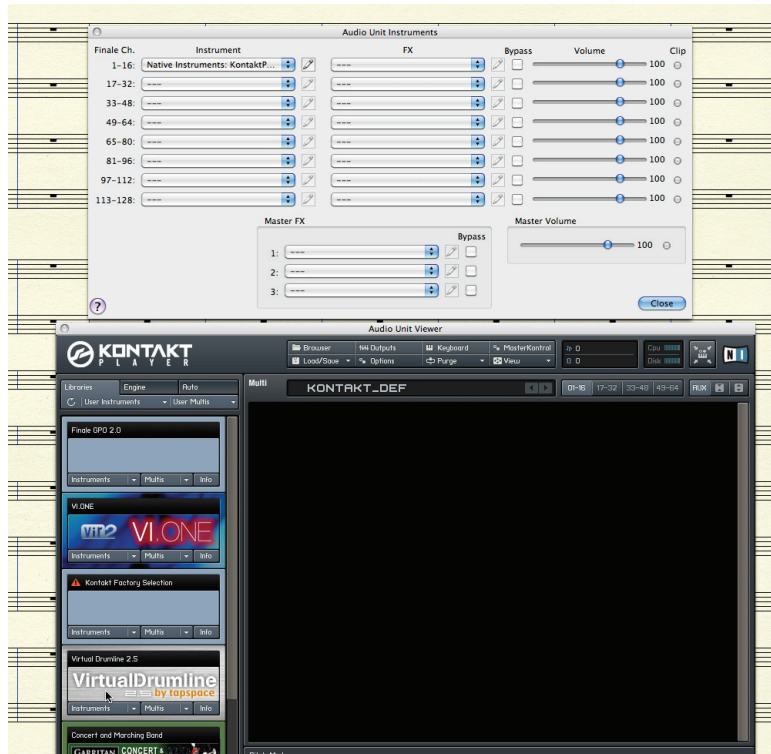 Audio Unit Instruments
Finale Ch. Instrument FX Bypass Volume Clip
1-16: Native Instruments: KontaktP... --- 100
17-32: --- --- 100
33-48: --- --- 100
49-64: --- --- 100
65-80: --- --- 100
81-96: --- --- 100
97-112: --- --- 100
113-128: --- --- 100
Master FX Master Volume
Bypass
1: --- 100
2: ---
3: ---
? Close
Audio Unit Viewer
KONTAKT
PLAYER
Browser Outputs Keyboard MasterKontrol 0 Cpu
Load/Save Options Purge View 0 0 Disk
Libraries Engine Auto
User Instruments User Multis
Multi KONTAKT_DEF 01-16 17-32 33-48 49-64 AUX
Finale GPO 2.0
Instruments Multis Info
VI.ONE
VIR2 VI.ONE
Instruments Multis Info
Kontakt Factory Selection
Instruments Multis Info
Virtual Drumline 2.5
VirtualDrumline
2.5 by tapspace
Instruments Multis Info
Concert and Marching Band
GARRITAN CONCERT &